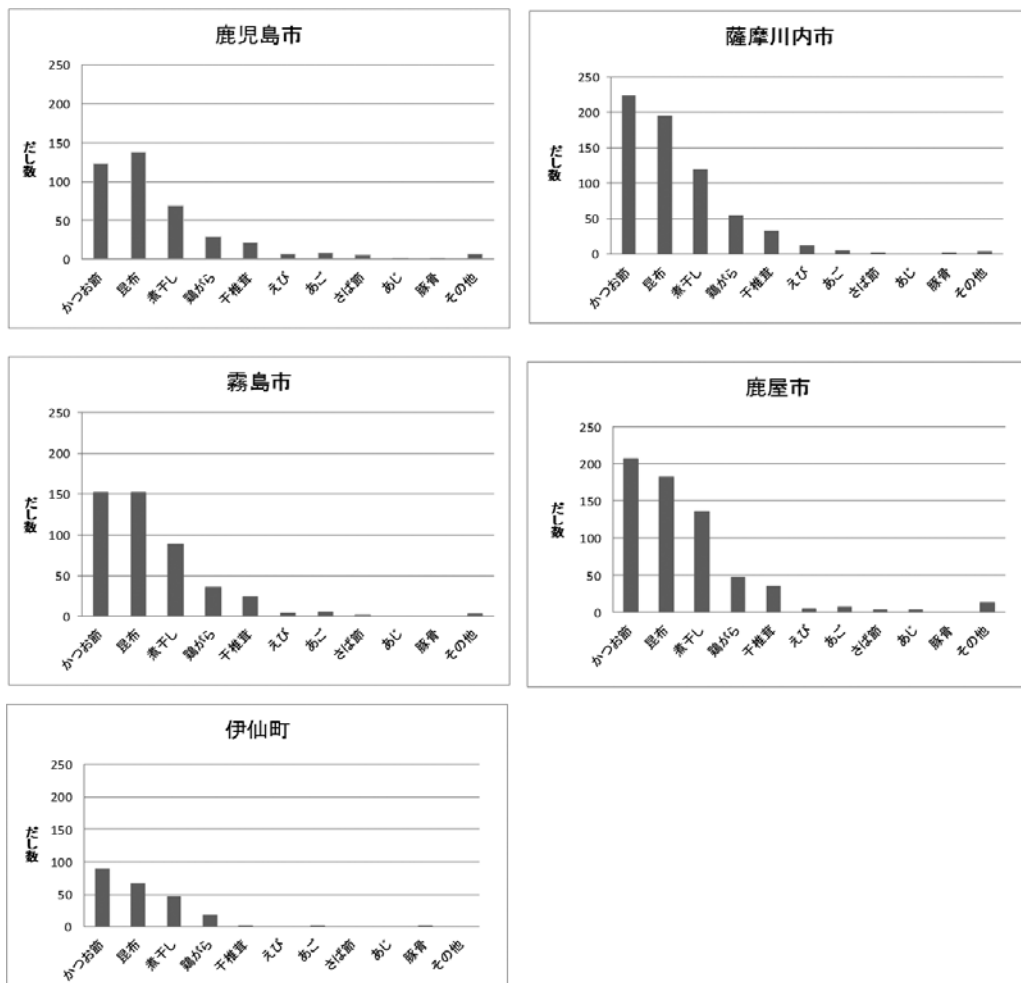 鹿児島市
だし数
250
200
150
100
50
0
かつお節
昆布
煮干し
鶏がら
干椎茸
えび
あご
さば節
あじ
豚骨
その他
薩摩川内市
だし数
250
200
150
100
50
0
かつお節
昆布
煮干し
鶏がら
干椎茸
えび
あご
さば節
あじ
豚骨
その他
霧島市
だし数
250
200
150
100
50
0
かつお節
昆布
煮干し
鶏がら
干椎茸
えび
あご
さば節
あじ
豚骨
その他
鹿屋市
だし数
250
200
150
100
50
0
かつお節
昆布
煮干し
鶏がら
干椎茸
えび
あご
さば節
あじ
豚骨
その他
伊仙町
だし数
250
200
150
100
50
0
かつお節
昆布
煮干し
鶏がら
干椎茸
えび
あご
さば節
あじ
豚骨
その他